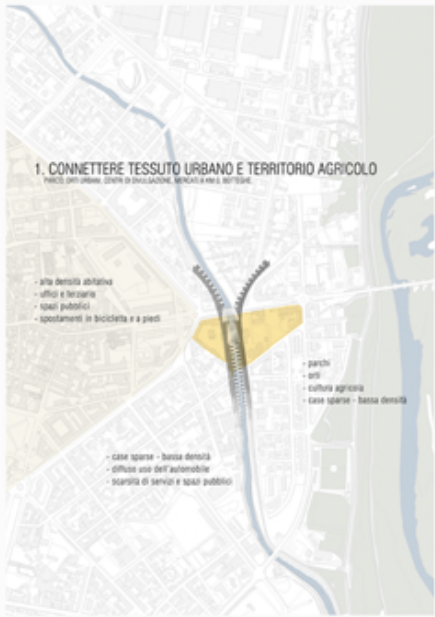 1. CONNETTERE TESSUTO URBANO E TERRITORIO AGRICOLO
PARCO, ORTI URBANI, CENTRI DI DIVULGAZIONE, MERCATI A KM 0, BOTTEGHE
- alta densità abitativa
- uffici e terziario
- spazi pubblici
- spostamenti in bicicletta e a piedi
- parchi
- orti
- cultura agricola
- case sparse - bassa densità
- case sparse - bassa densità
- diffuso uso dell'automobile
- scarsità di servizi e spazi pubblici